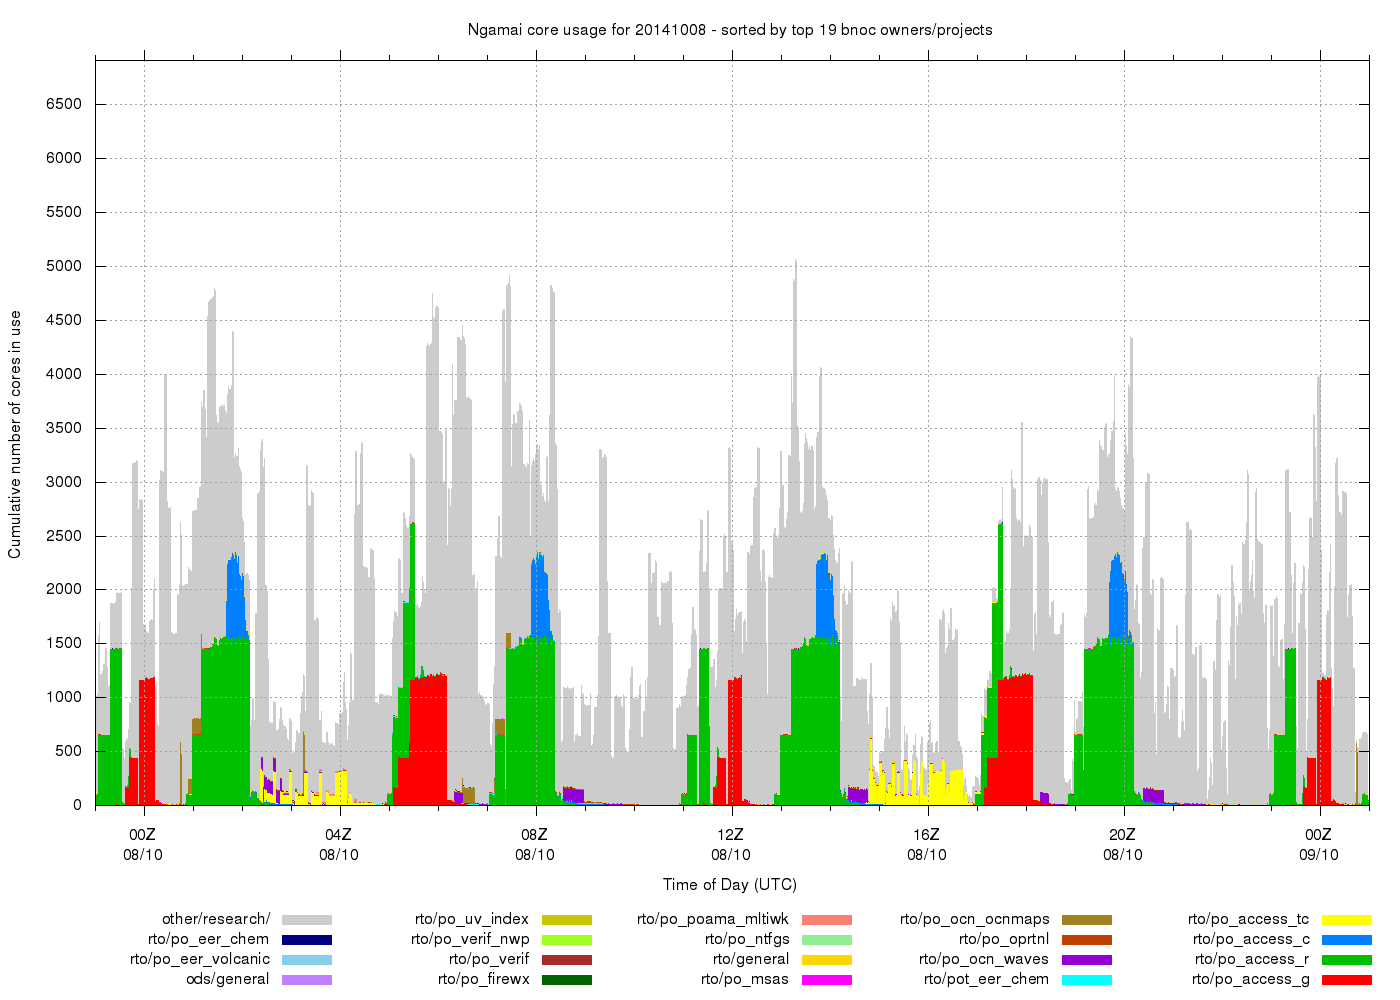 Ngamai core usage for 20141008 - sorted by top 19 bnoc owners/projects
Cumulative number of cores in use
6500
6000
5500
5000
4500
4000
3500
3000
2500
2000
1500
1000
500
0
00Z 04Z 08Z 12Z 16Z 20Z 00Z
08/10 08/10 08/10 08/10 08/10 08/10 09/10
Time of Day (UTC)
other/research/ rto/po_uv_index rto/po_poama_mltiwk rto/po_ocn_ocnmaps rto/po_access_tc
rto/po_eer_chem rto/po_verif_nwp rto/po_ntfgs rto/po_oprtnl rto/po_access_c
rto/po_eer_volcanic rto/po_verif rto/general rto/po_ocn_waves rto/po_access_r
ods/general rto/po_firewx rto/po_msas rto/pot_eer_chem rto/po_access_g